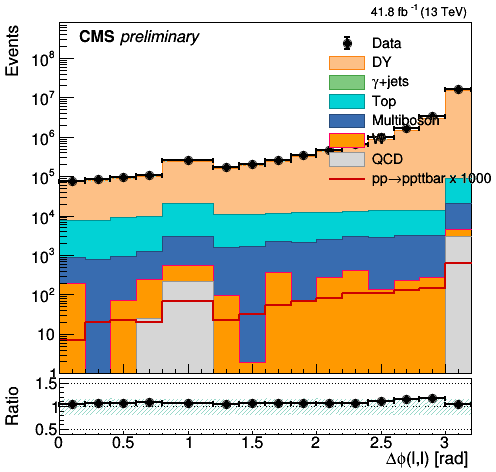 41.8 fb⁻¹ (13 TeV)
CMS preliminary
Events
Data
DY
γ+jets
Top
Multiboson
QCD
pp→ppttbar x 1000
10⁸
10⁷
10⁶
10⁵
10⁴
10³
10²
10
1
Ratio
1.5
1
0.5
0 0.5 1 1.5 2 2.5 3
Δϕ(l,l) [rad]